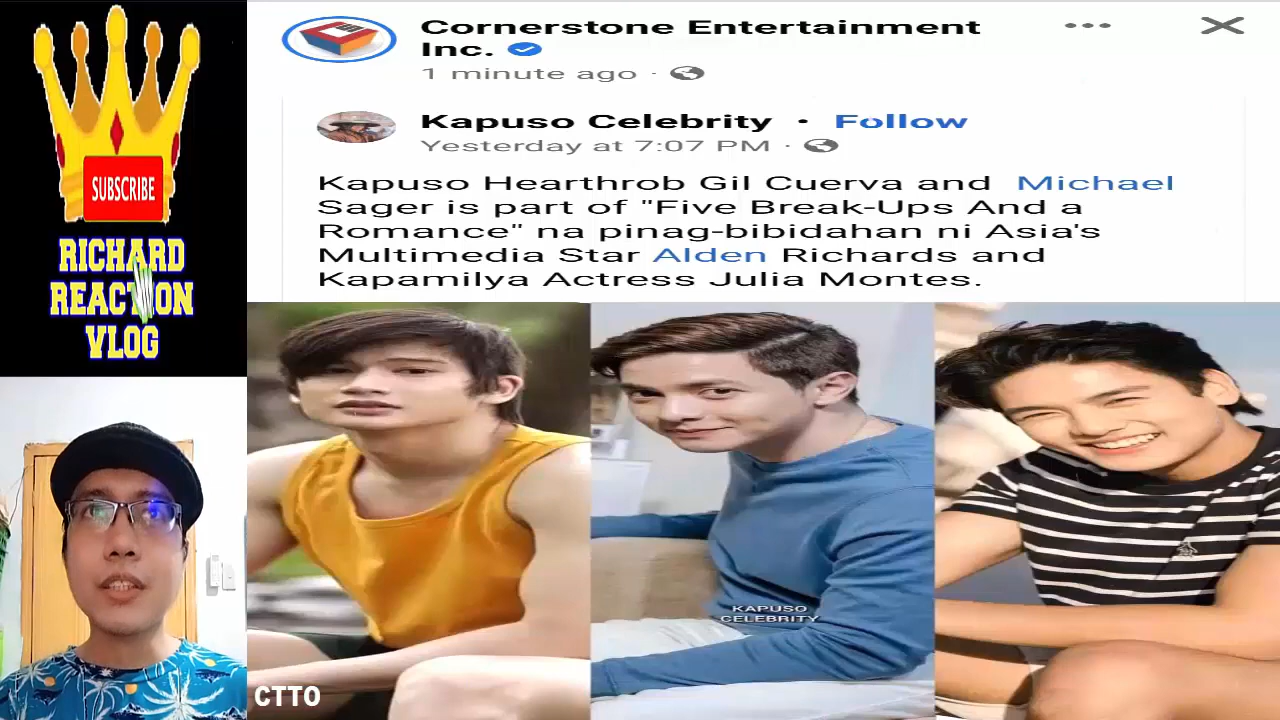 SUBSCRIBE
RICHARD
REACTION
VLOG
Cornerstone Entertainment
Inc.
1 minute ago ·
Kapuso Celebrity • Follow
Yesterday at 7:07 PM ·
Kapuso Hearthrob Gil Cuerva and Michael
Sager is part of "Five Break-Ups And a
Romance" na pinag-bibidahan ni Asia's
Multimedia Star Alden Richards and
Kapamilya Actress Julia Montes.
KAPUSO
CELEBRITY
CTTO